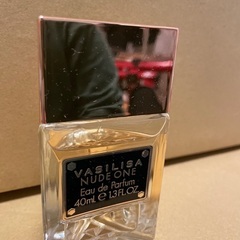 VASILISA
NUDE ONE
Eau de Parfum
40mL e 1.3FL.OZ